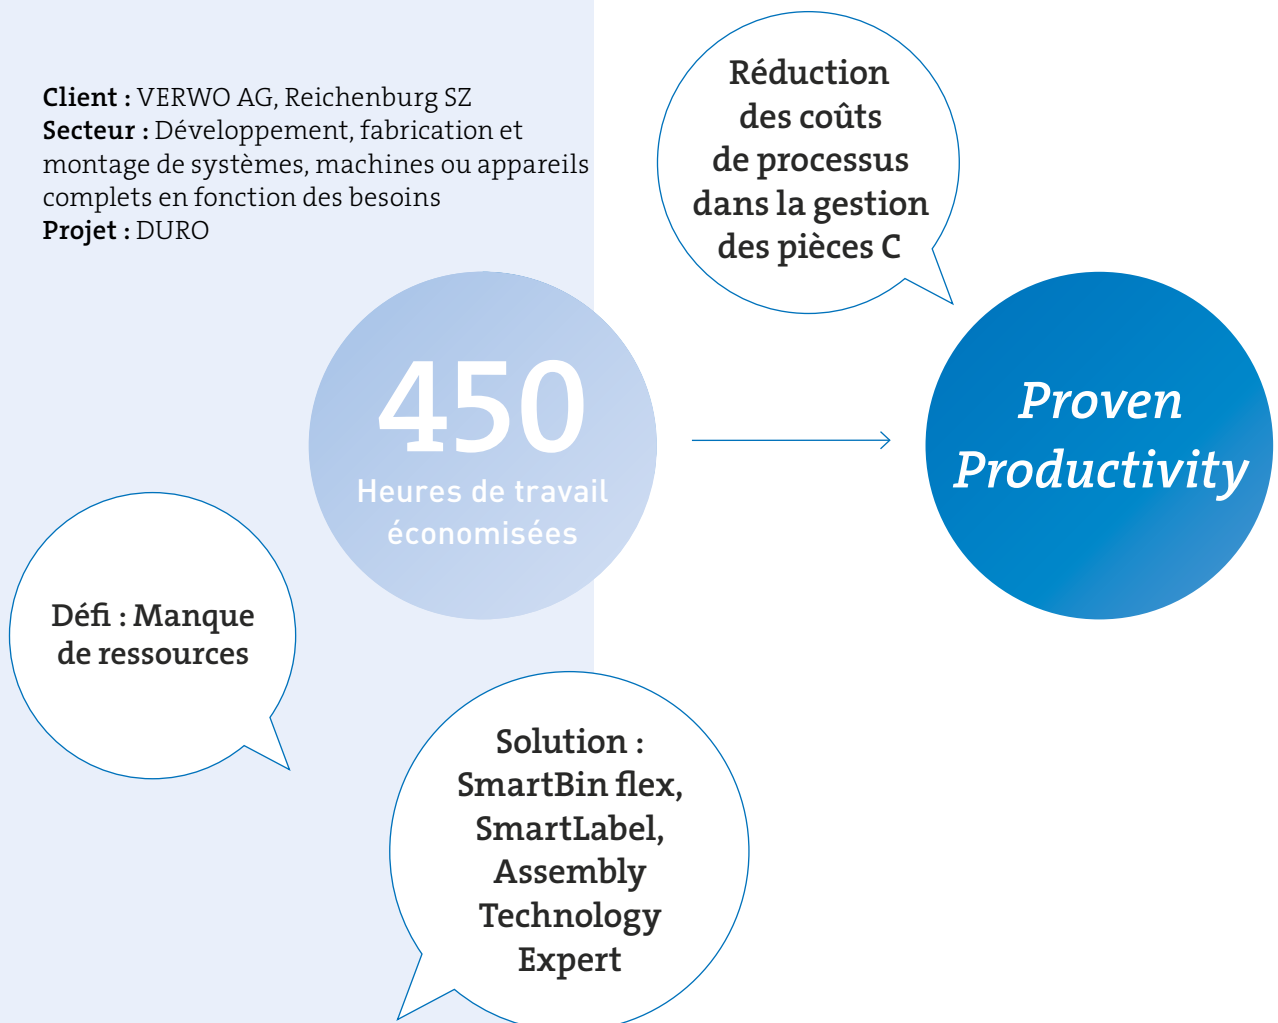 Client : VERWO AG, Reichenburg SZ
Secteur : Développement, fabrication et
montage de systèmes, machines ou appareils
complets en fonction des besoins
Projet : DURO
Réduction
des coûts
de processus
dans la gestion
des pièces C
450
Heures de travail
économisées
Proven
Productivity
Défi : Manque
de ressources
Solution :
SmartBin flex,
SmartLabel,
Assembly
Technology
Expert